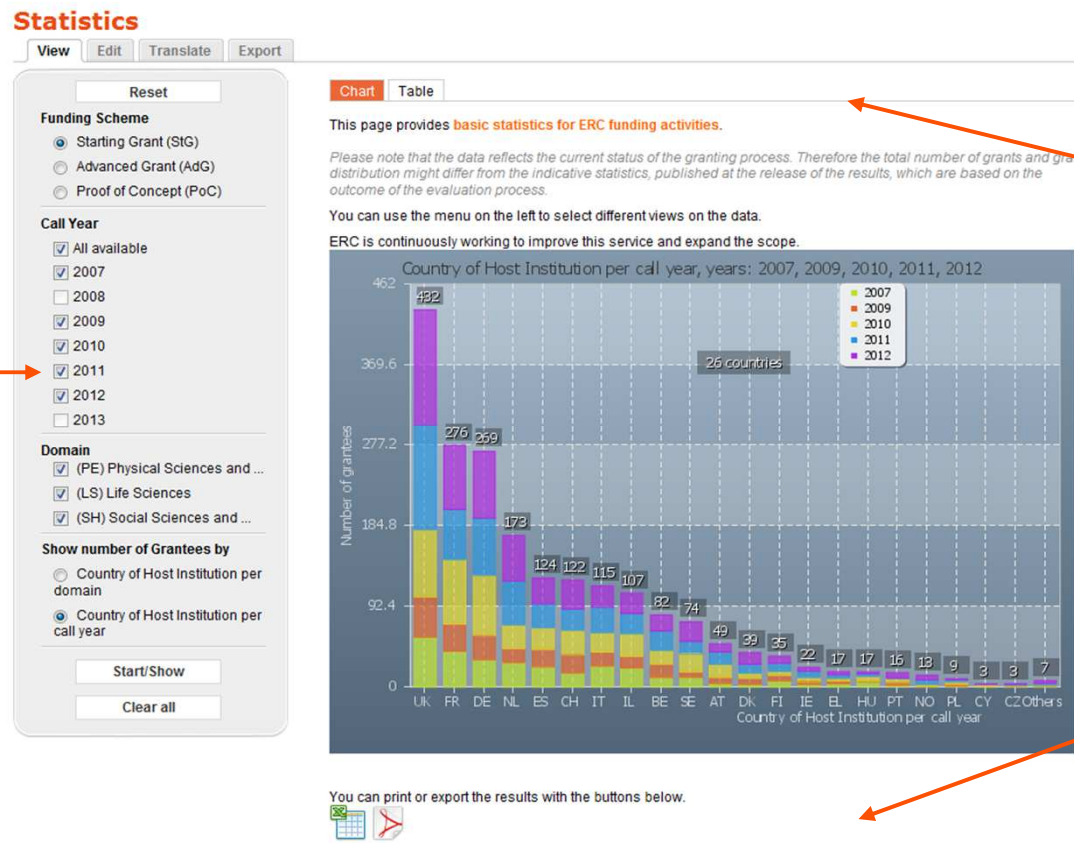 Statistics
View Edit Translate Export
Reset
Funding Scheme
Starting Grant (StG)
Advanced Grant (AdG)
Proof of Concept (PoC)
Call Year
All available
2007
2008
2009
2010
2011
2012
2013
Domain
(PE) Physical Sciences and ...
(LS) Life Sciences
(SH) Social Sciences and ...
Show number of Grantees by
Country of Host Institution per
domain
Country of Host Institution per
call year
Start/Show
Clear all
Chart Table
This page provides basic statistics for ERC funding activities.
Please note that the data reflects the current status of the granting process. Therefore the total number of grants and gra
distribution might differ from the indicative statistics, published at the release of the results, which are based on the
outcome of the evaluation process.
You can use the menu on the left to select different views on the data.
ERC is continuously working to improve this service and expand the scope.
Country of Host Institution per call year, years: 2007, 2009, 2010, 2011, 2012
462
369.6
277.2
184.8
92.4
0
Number of grantees
2007
2009
2010
2011
2012
26 countries
432 276 269 173 124 122 115 107 82 74 49 39 35 22 17 17 16 13 9 3 3 7
UK FR DE NL ES CH IT IL BE SE AT DK FI IE EL HU PT NO PL CY CZ Others
Country of Host Institution per call year
You can print or export the results with the buttons below.